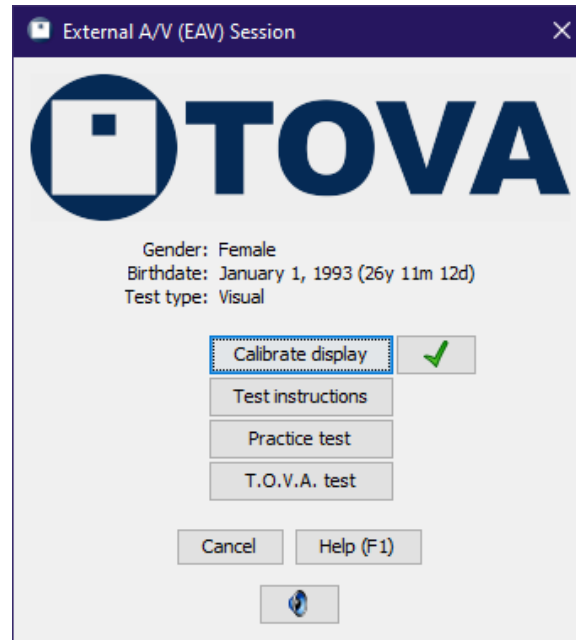 External A/V (EAV) Session
TOVA
Gender: Female
Birthdate: January 1, 1993 (26y 11m 12d)
Test type: Visual
Calibrate display
Test instructions
Practice test
T.O.V.A. test
Cancel Help (F1)